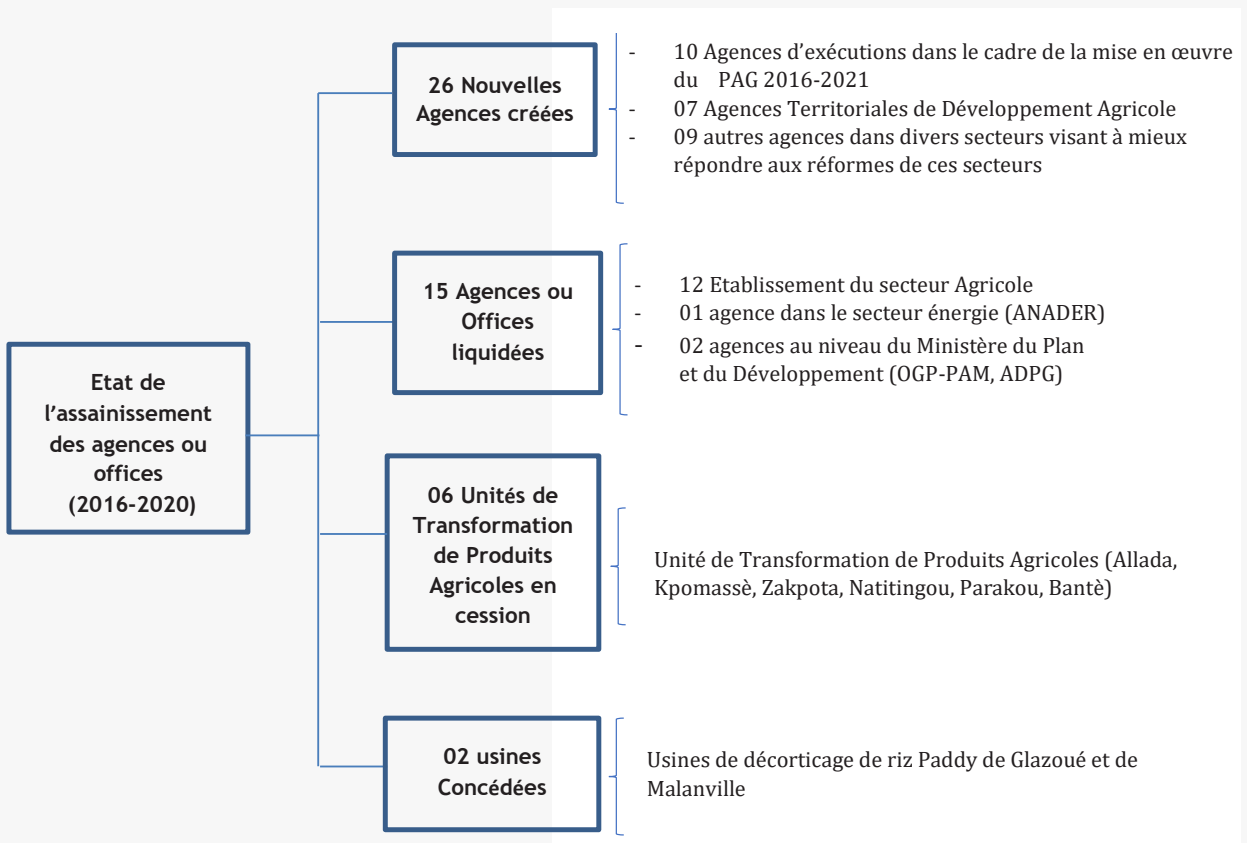 Etat de
l'assainissement
des agences ou
offices
(2016-2020)
26 Nouvelles
Agences créées
- 10 Agences d’exécutions dans le cadre de la mise en œuvre
du PAG 2016-2021
- 07 Agences Territoriales de Développement Agricole
- 09 autres agences dans divers secteurs visant à mieux
répondre aux réformes de ces secteurs
15 Agences ou
Offices
liquidées
- 12 Etablissement du secteur Agricole
- 01 agence dans le secteur énergie (ANADER)
- 02 agences au niveau du Ministère du Plan
et du Développement (OGP-PAM, ADPG)
06 Unités de
Transformation
de Produits
Agricoles en
cession
Unité de Transformation de Produits Agricoles (Allada,
Kpomassè, Zakpota, Natitingou, Parakou, Bantè)
02 usines
Concédées
Usines de décorticage de riz Paddy de Glazoué et de
Malanville